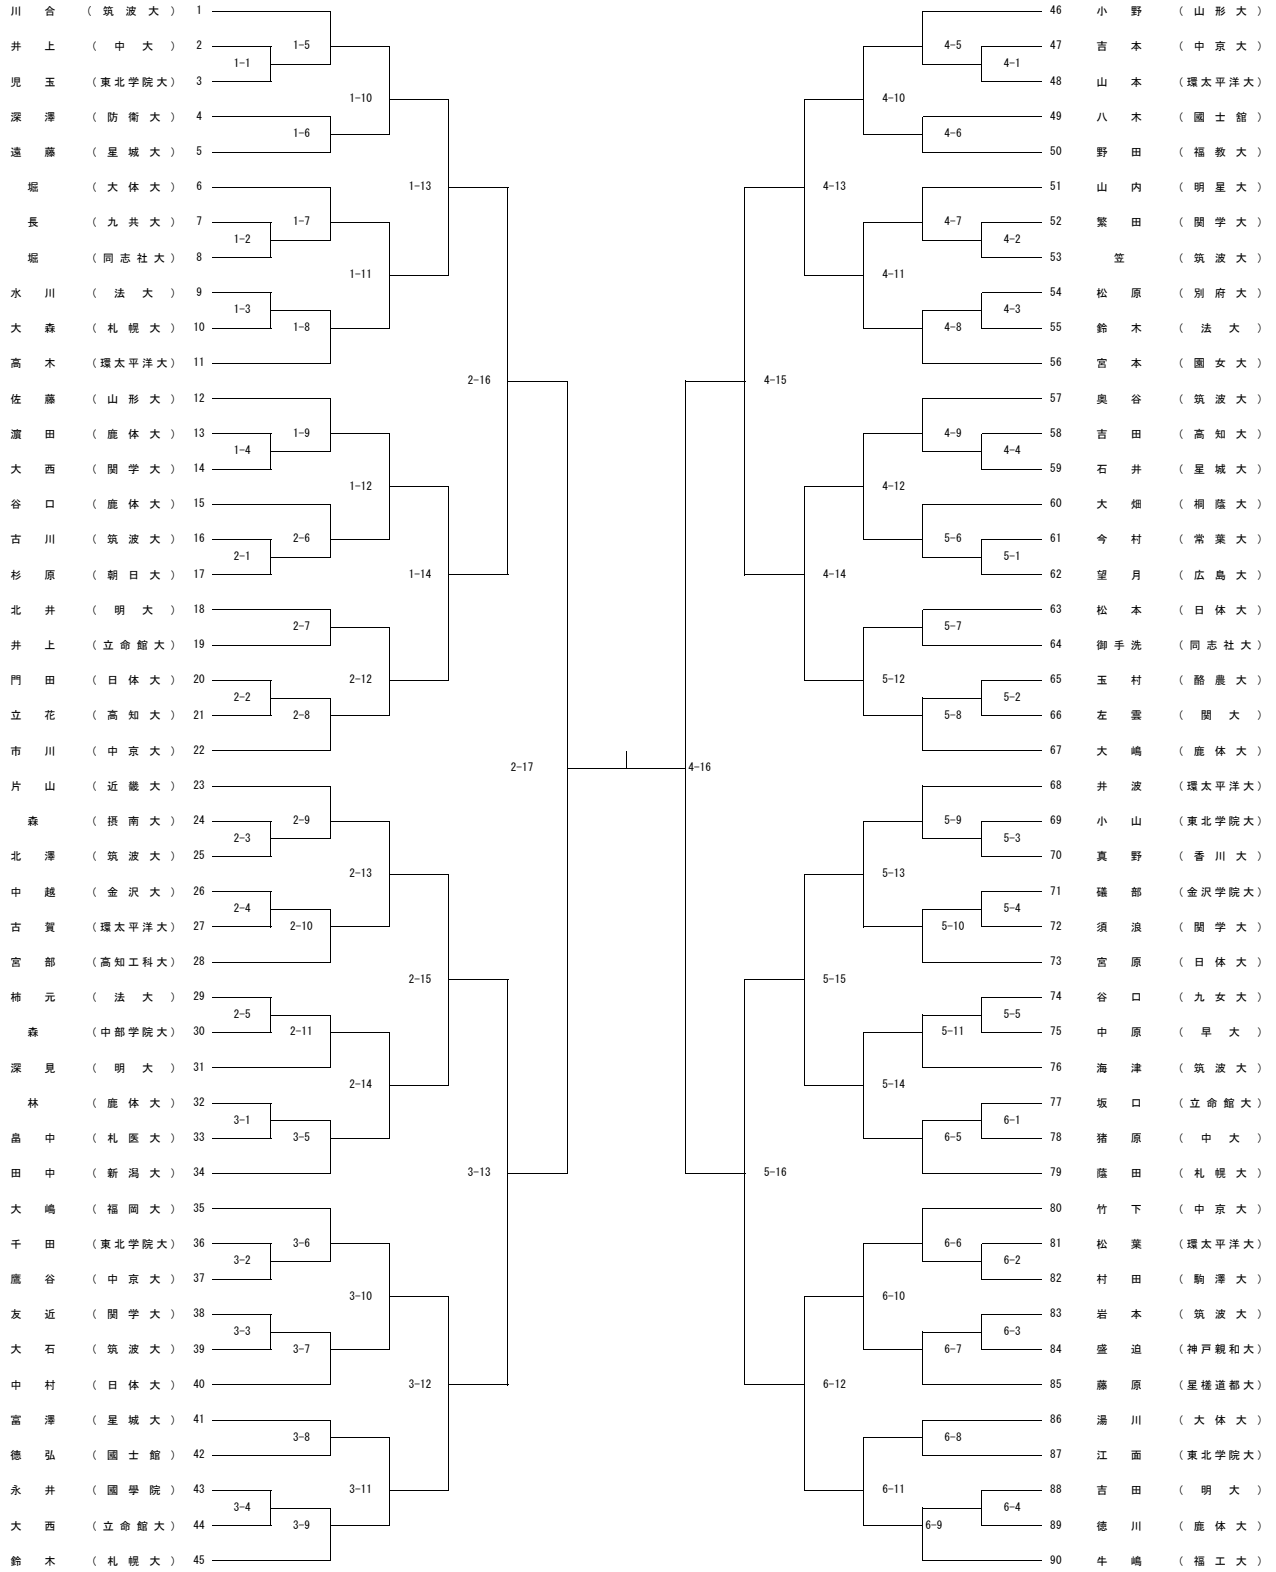 川合 （筑波大） 1
井上 （中大） 2
1-5
1-1
児玉 （東北学院大） 3
1-10
深澤 （防衛大） 4
1-6
遠藤 （星城大） 5
堀 （大体大） 6
1-13
長 （九共大） 7
1-7
1-2
堀 （同志社大） 8
1-11
水川 （法大） 9
1-3
大森 （札幌大） 10
1-8
高木 （環太平洋大） 11
2-16
佐藤 （山形大） 12
濵田 （鹿体大） 13
1-9
1-4
大西 （関学大） 14
1-12
谷口 （鹿体大） 15
古川 （筑波大） 16
2-6
2-1
杉原 （朝日大） 17
1-14
北井 （明大） 18
2-7
井上 （立命館大） 19
門田 （日体大） 20
2-12
2-2
立花 （高知大） 21
2-8
市川 （中京大） 22
2-17
片山 （近畿大） 23
森 （摂南大） 24
2-9
2-3
北澤 （筑波大） 25
2-13
中越 （金沢大） 26
2-4
古賀 （環太平洋大） 27
2-10
宮部 （高知工科大） 28
2-15
柿元 （法大） 29
2-5
森 （中部学院大） 30
2-11
深見 （明大） 31
2-14
林 （鹿体大） 32
3-1
畠中 （札医大） 33
3-5
田中 （新潟大） 34
3-13
大嶋 （福岡大） 35
千田 （東北学院大） 36
3-6
3-2
鷹谷 （中京大） 37
3-10
友近 （関学大） 38
3-3
大石 （筑波大） 39
3-7
中村 （日体大） 40
3-12
富澤 （星城大） 41
3-8
徳弘 （國士館） 42
永井 （國學院） 43
3-11
3-4
大西 （立命館大） 44
3-9
鈴木 （札幌大） 45
46 小野 （山形大）
47 吉本 （中京大）
4-5
4-1
48 山本 （環太平洋大）
4-10
49 八木 （國士館）
4-6
50 野田 （福教大）
51 山内 （明星大）
4-13
52 繁田 （関学大）
4-7
4-2
53 笠 （筑波大）
4-11
54 松原 （別府大）
4-3
55 鈴木 （法大）
4-8
56 宮本 （園女大）
4-15
57 奥谷 （筑波大）
58 吉田 （高知大）
4-9
4-4
59 石井 （星城大）
4-12
60 大畑 （桐蔭大）
61 今村 （常葉大）
5-6
5-1
62 望月 （広島大）
4-14
63 松本 （日体大）
5-7
64 御手洗 （同志社大）
65 玉村 （酪農大）
5-12
5-2
66 左雲 （関大）
5-8
67 大嶋 （鹿体大）
4-16
68 井波 （環太平洋大）
69 小山 （東北学院大）
5-9
5-3
70 真野 （香川大）
5-13
71 礒部 （金沢学院大）
5-4
72 須浪 （関学大）
5-10
73 宮原 （日体大）
5-15
74 谷口 （九女大）
5-5
75 中原 （早大）
5-11
76 海津 （筑波大）
5-14
77 坂口 （立命館大）
6-1
78 猪原 （中大）
6-5
79 蔭田 （札幌大）
5-16
80 竹下 （中京大）
81 松葉 （環太平洋大）
6-6
6-2
82 村田 （駒澤大）
6-10
83 岩本 （筑波大）
6-3
84 盛迫 （神戸親和大）
6-7
85 藤原 （星槎道都大）
6-12
86 湯川 （大体大）
6-8
87 江面 （東北学院大）
88 吉田 （明大）
6-11
6-4
89 徳川 （鹿体大）
6-9
90 牛嶋 （福工大）